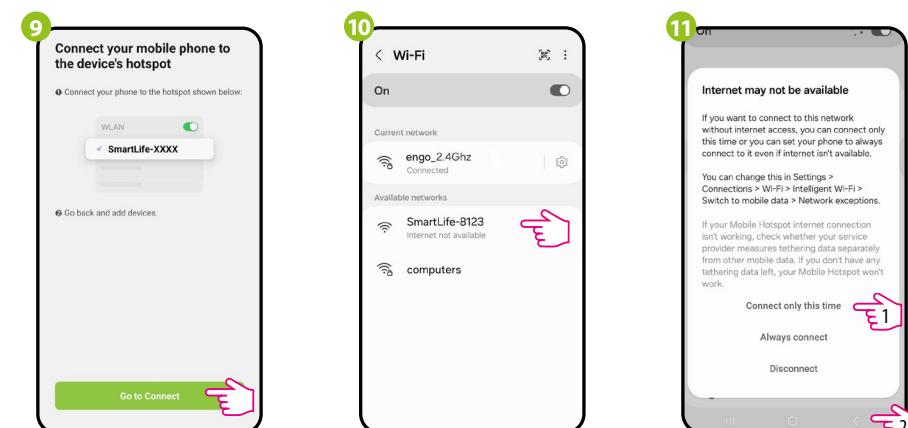 9
Connect your mobile phone to
the device's hotspot
❶ Connect your phone to the hotspot shown below:
WLAN
✓ SmartLife-XXXX
❷ Go back and add devices.
Go to Connect
10
< Wi-Fi
On
Current network
engo_2.4Ghz
Connected
Available networks
SmartLife-8123
Internet not available
computers
11
On
Internet may not be available
If you want to connect to this network
without internet access, you can connect only
this time or you can set your phone to always
connect to it even if internet isn't available.
You can change this in Settings >
Connections > Wi-Fi > Intelligent Wi-Fi >
Switch to mobile data > Network exceptions.
If your Mobile Hotspot internet connection
isn't working, check whether your service
provider measures tethering data separately
from other mobile data. If you don't have any
tethering data left, your Mobile Hotspot won't
work.
Connect only this time
1
Always connect
Disconnect
2